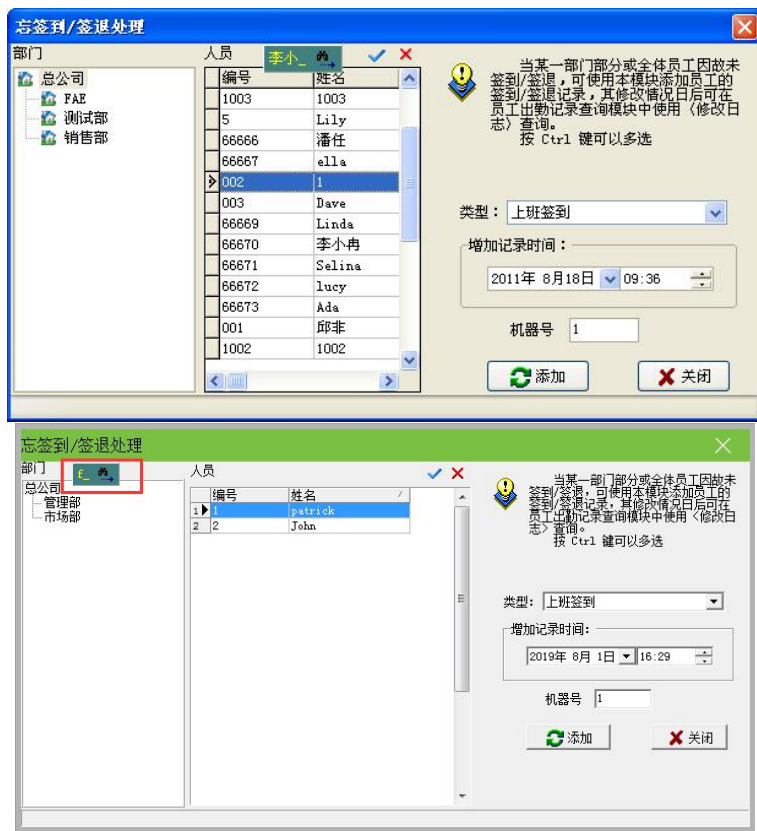 忘签到/签退处理
部门
人员
李小_
总公司
FAE
测试部
销售部
编号 姓名
1003 1003
5 Lily
66666 潘任
66667 ella
002 1
003 Dave
66669 Linda
66670 李小冉
66671 Selina
66672 lucy
66673 Ada
001 邱非
1002 1002
当某一部门部分或全体员工因故未
签到/签退,可使用本模块添加员工的
签到/签退记录,其修改情况日后可在
员工出勤记录查询模块中使用〈修改日
志〉查询。
按 Ctrl 键可以多选
类型: 上班签到
增加记录时间:
2011年 8月18日 09:36
机器号 1
添加 关闭
忘签到/签退处理
部门
f_
人员
总公司
管理部
市场部
编号 姓名
1 1 patrick
2 2 John
当某一部门部分或全体员工因故未
签到/签退,可使用本模块添加员工的
签到/签退记录,其修改情况日后可在
员工出勤记录查询模块中使用〈修改日
志〉查询。
按 Ctrl 键可以多选
类型: 上班签到
增加记录时间:
2019年 8月 1日 16:29
机器号 1
添加 关闭